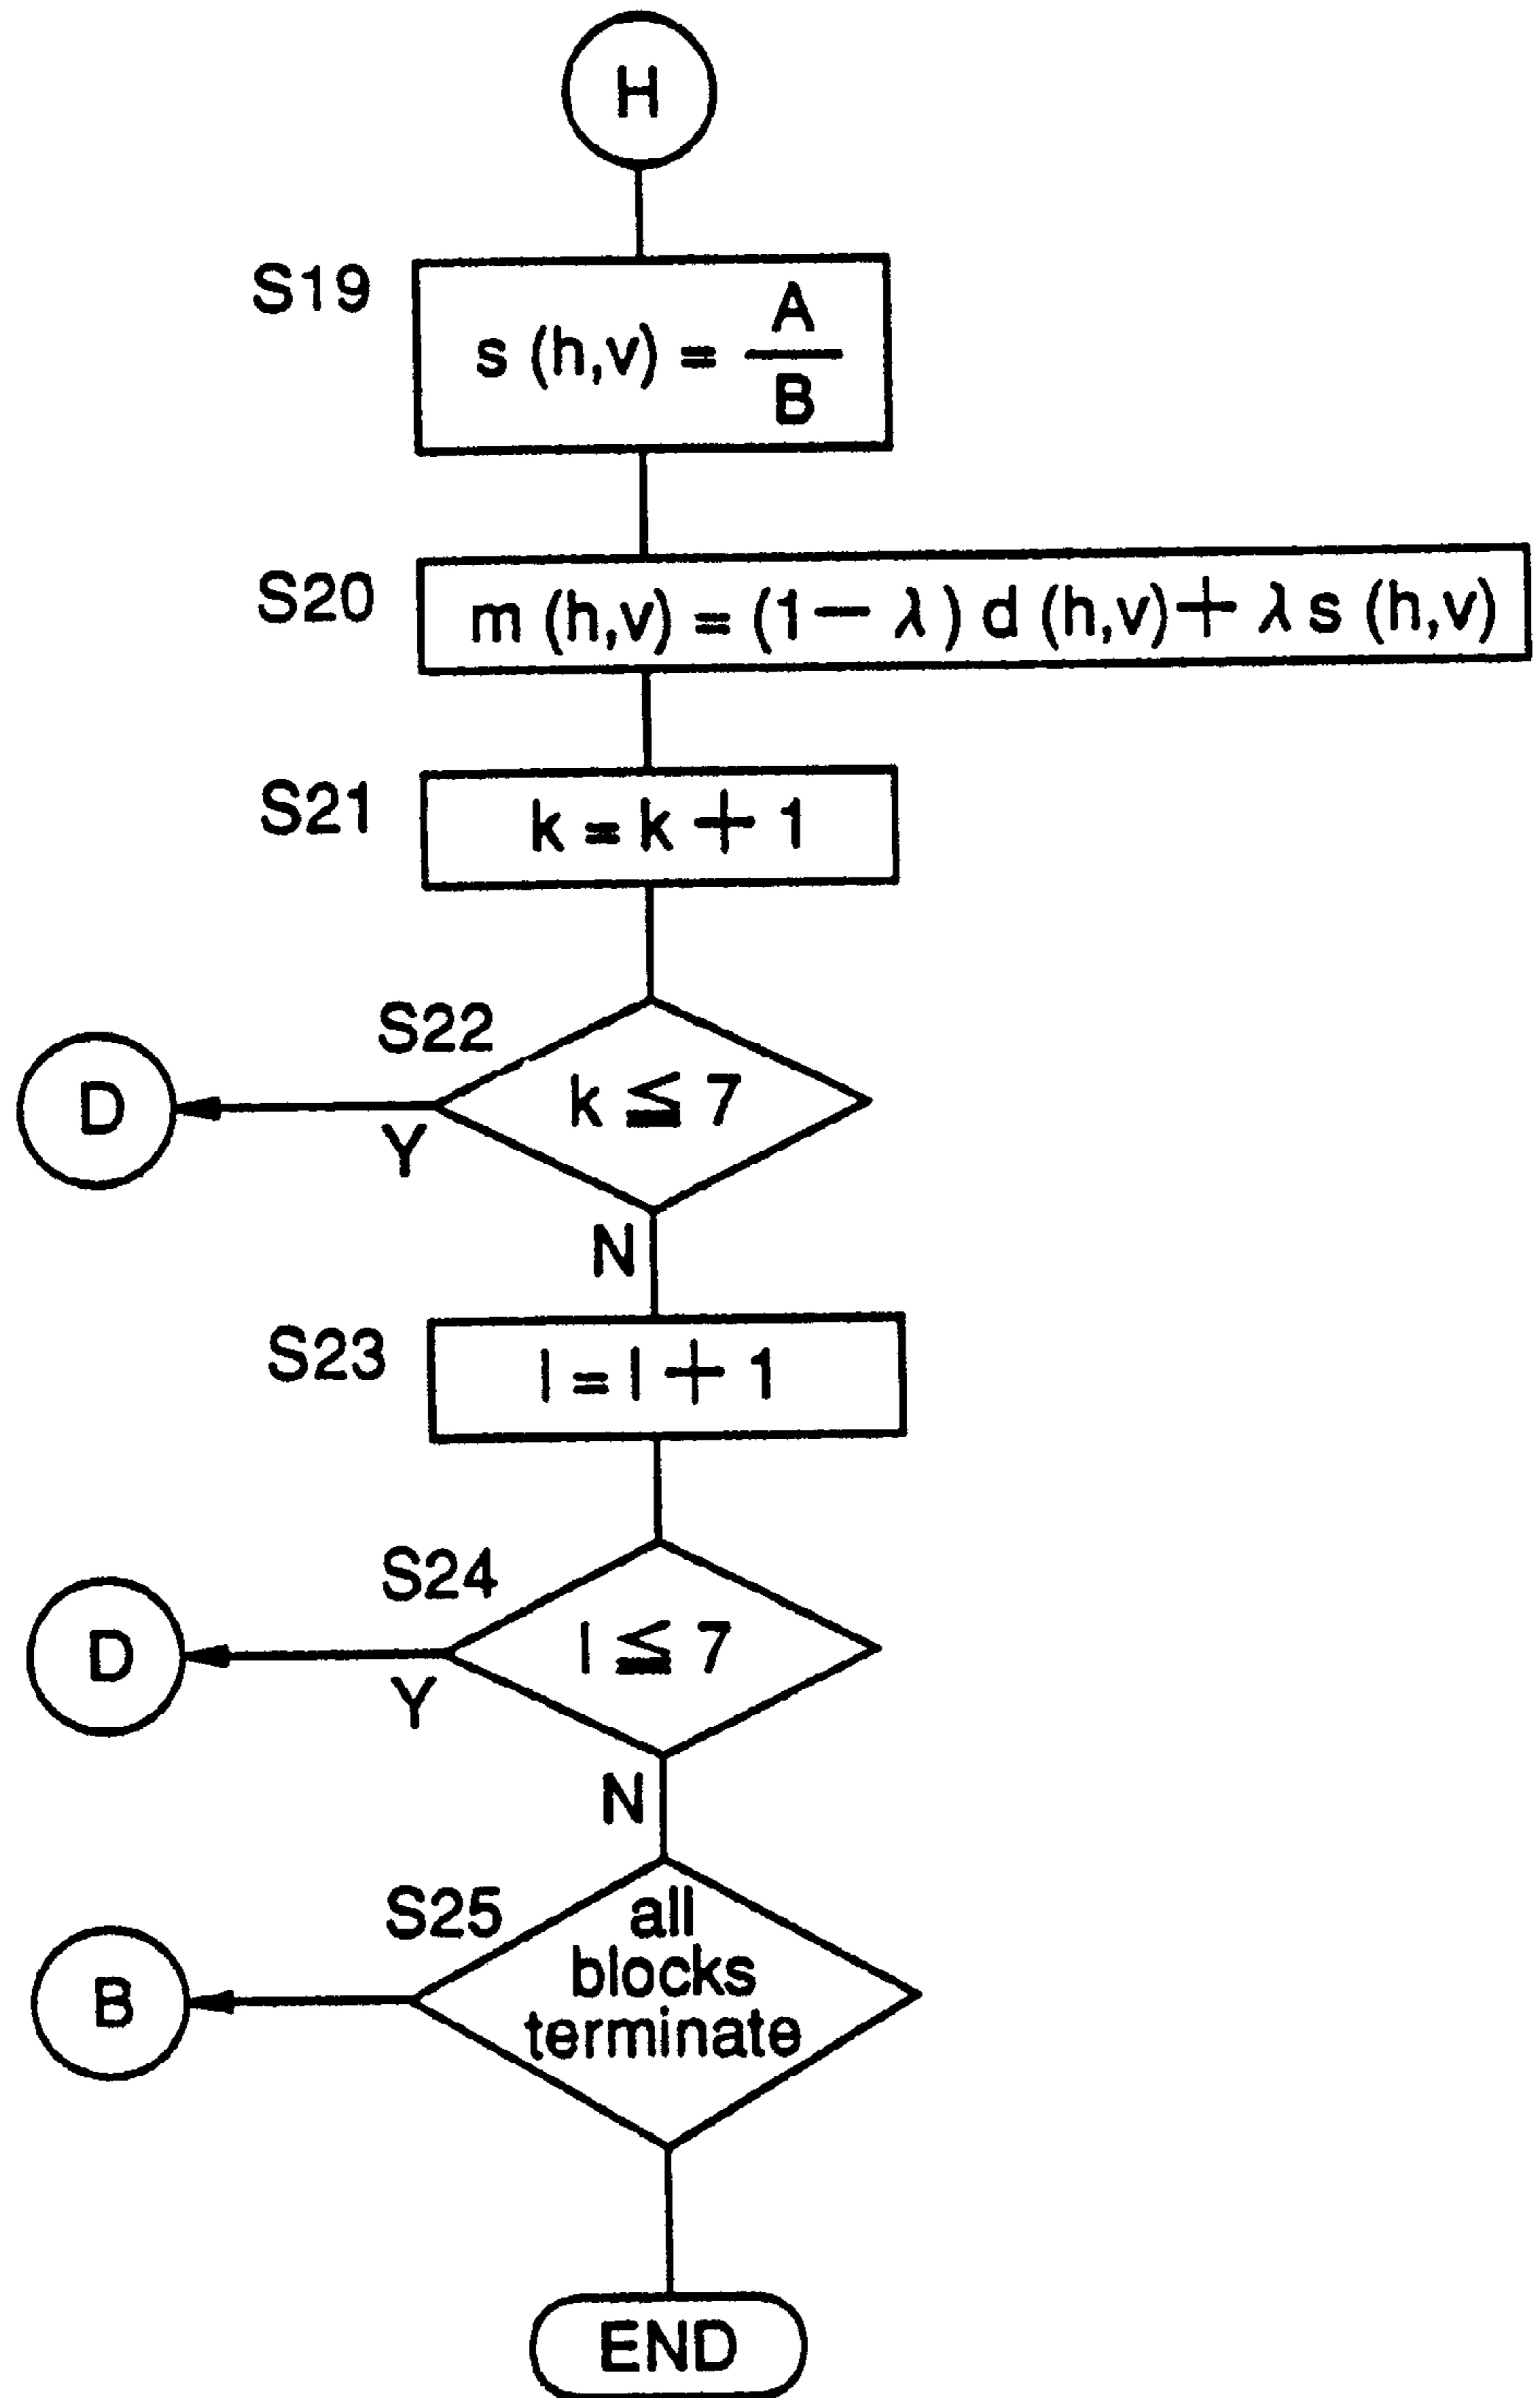 H
S19
s (h,v) = A/B
S20
m (h,v) = (1 − λ) d (h,v) + λ s (h,v)
S21
k = k + 1
S22
k ≦ 7
D
Y
N
S23
l = l + 1
S24
l ≦ 7
D
Y
N
S25
all
blocks
terminate
B
END